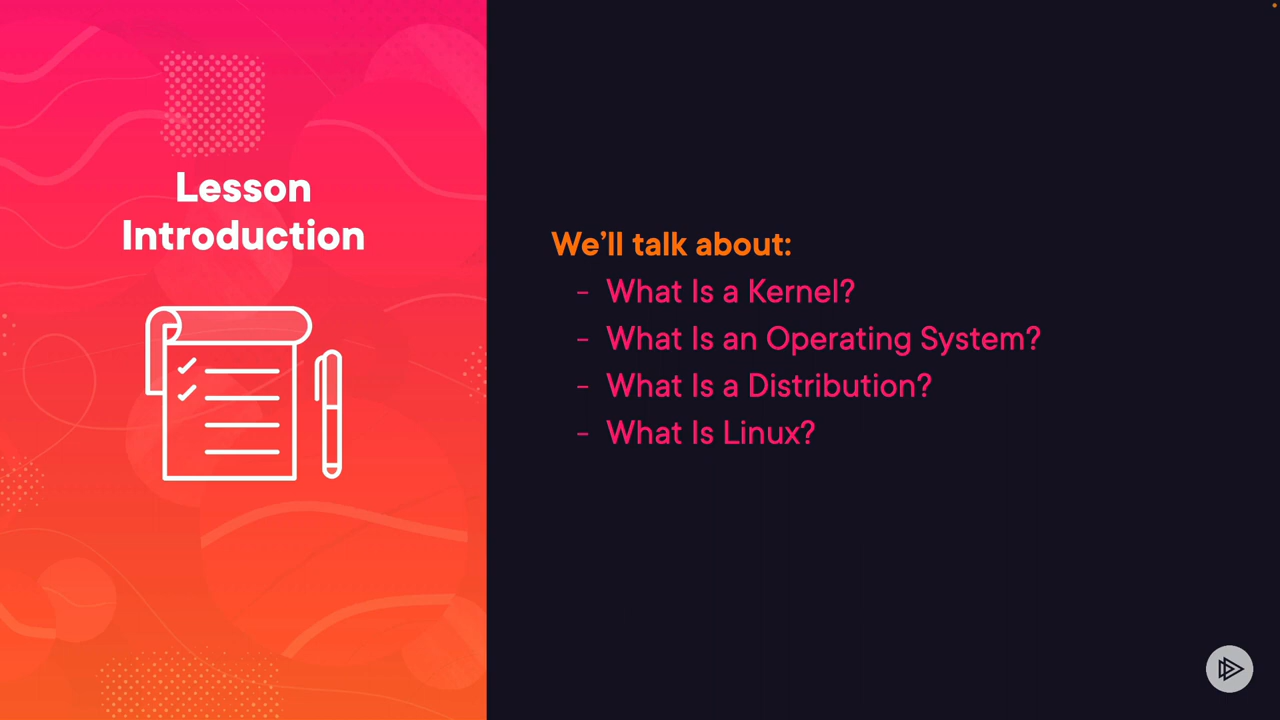 Lesson
Introduction
We’ll talk about:
- What Is a Kernel?
- What Is an Operating System?
- What Is a Distribution?
- What Is Linux?